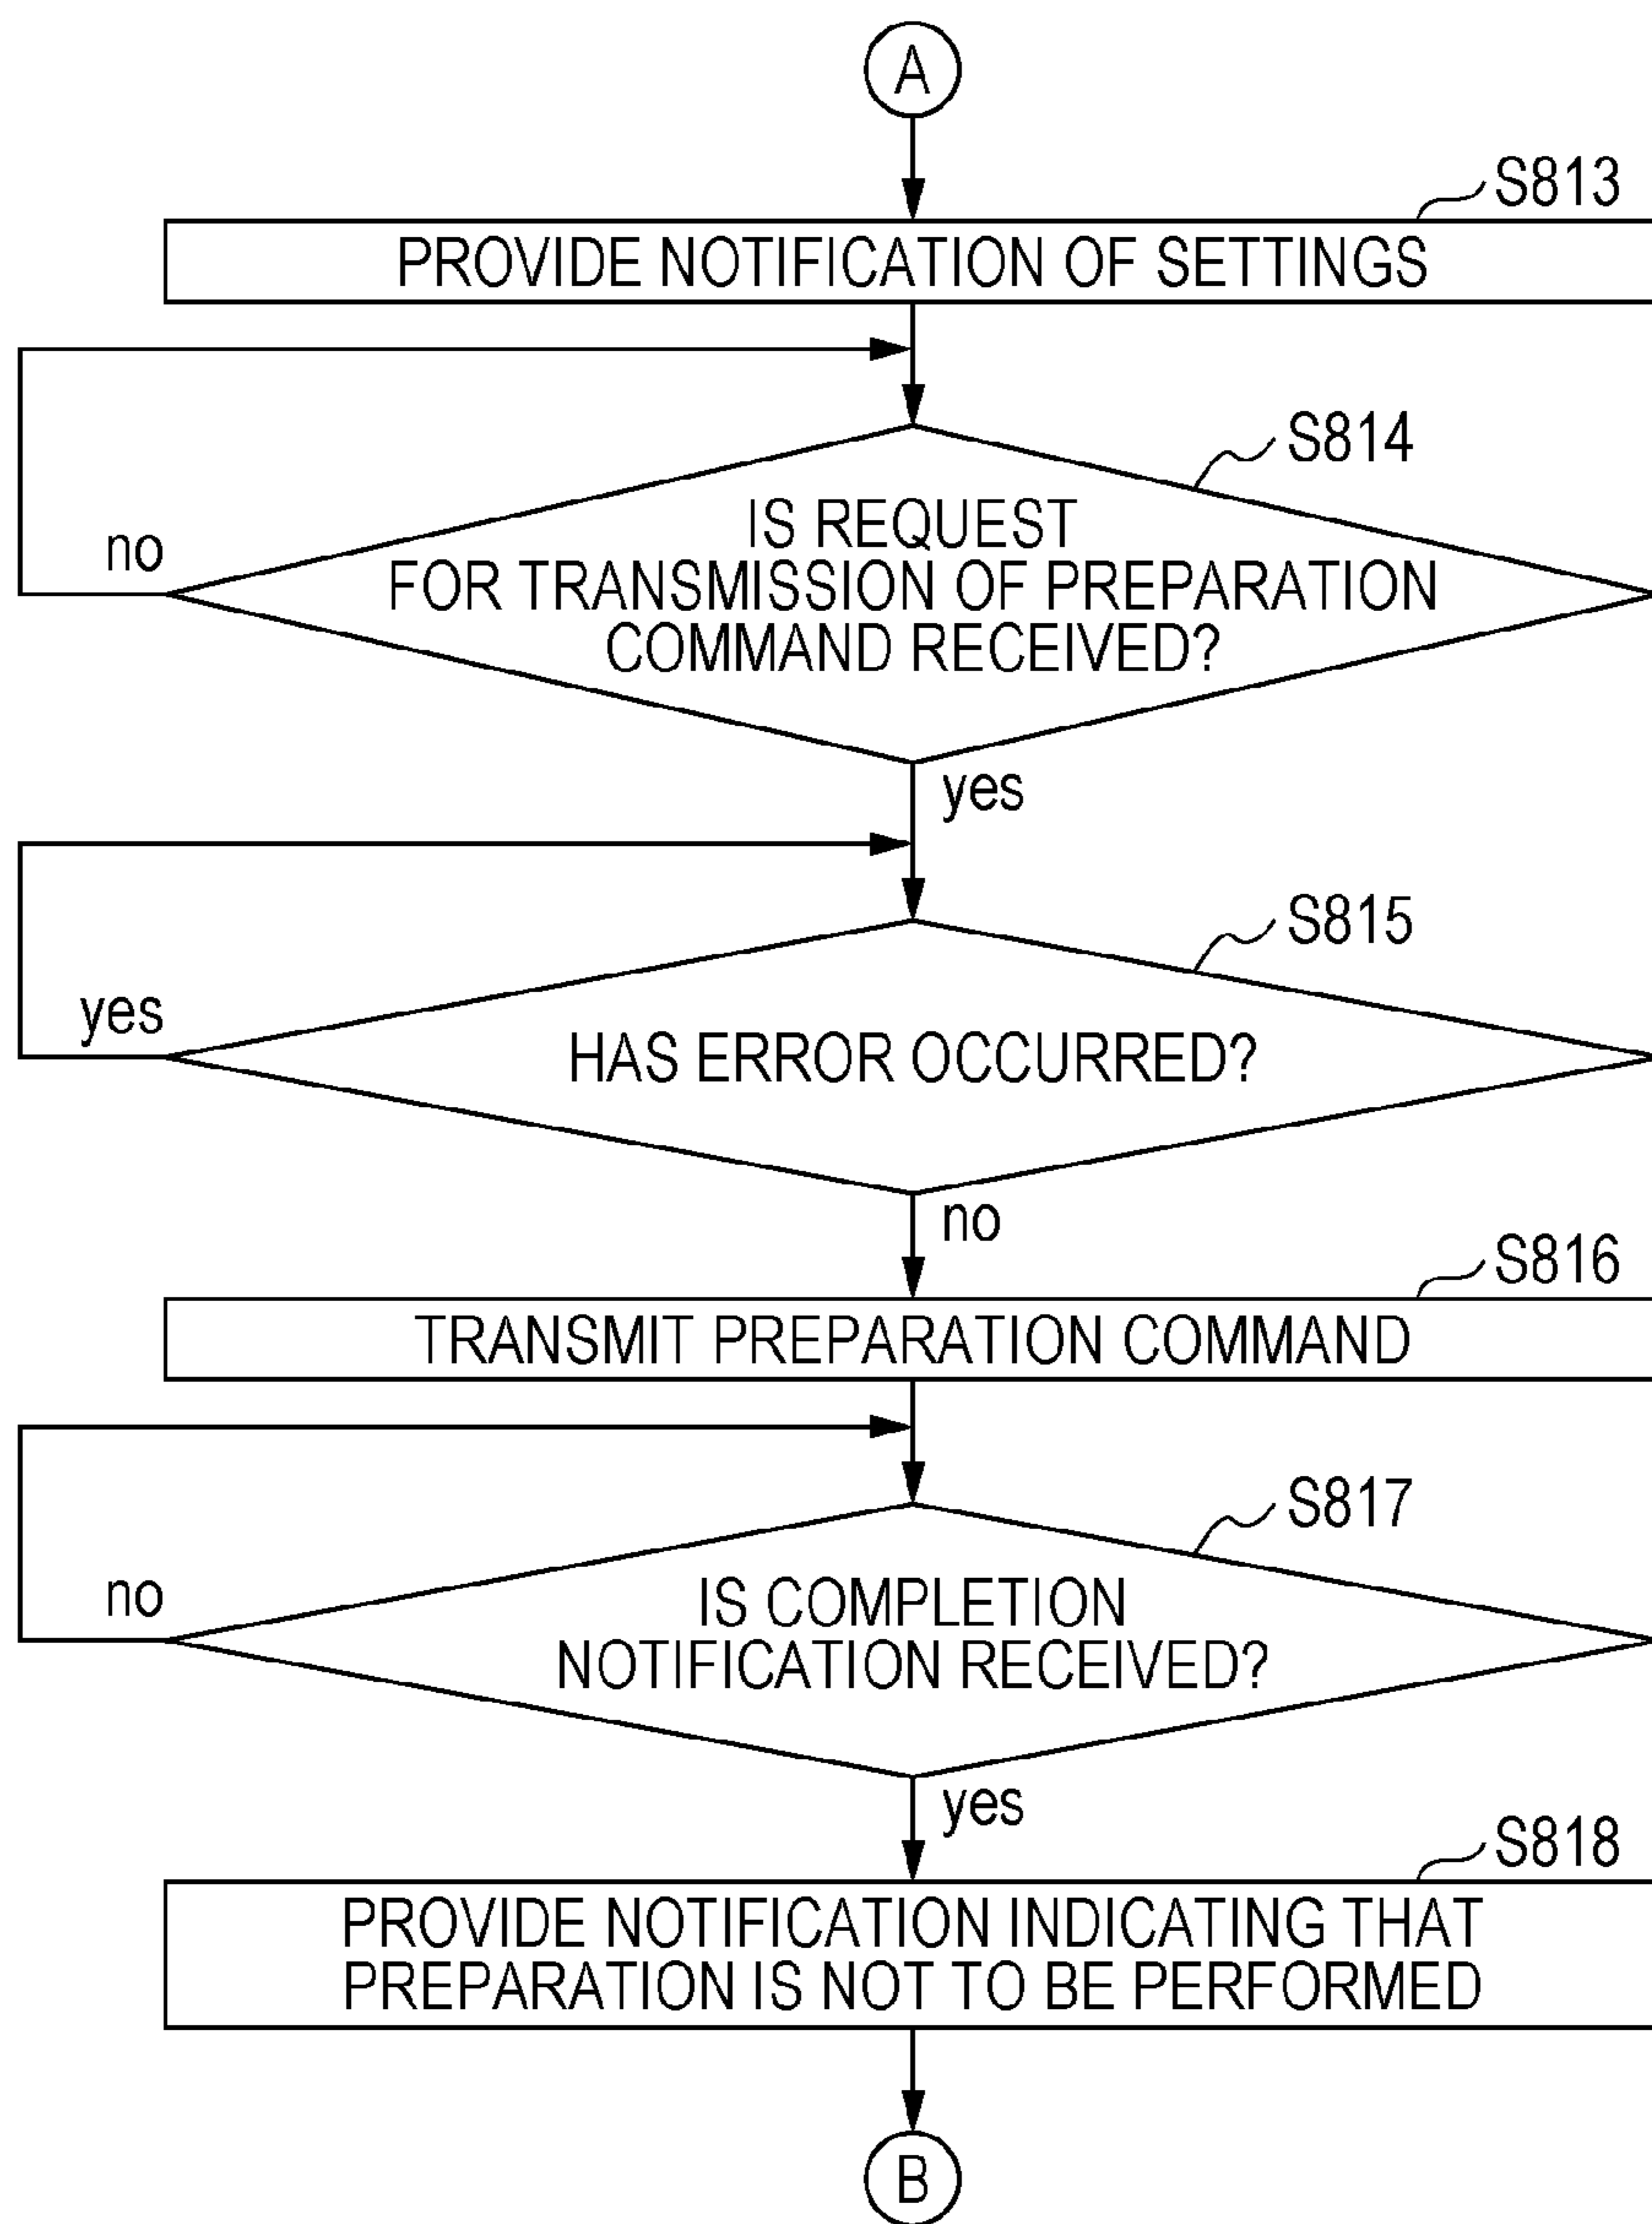 A
S813
PROVIDE NOTIFICATION OF SETTINGS
S814
IS REQUEST
FOR TRANSMISSION OF PREPARATION
COMMAND RECEIVED?
no
yes
S815
HAS ERROR OCCURRED?
yes
no
S816
TRANSMIT PREPARATION COMMAND
S817
IS COMPLETION
NOTIFICATION RECEIVED?
no
yes
S818
PROVIDE NOTIFICATION INDICATING THAT
PREPARATION IS NOT TO BE PERFORMED
B